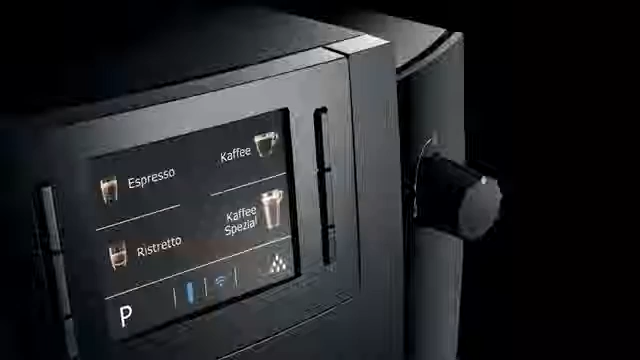 Espresso
Kaffee
Ristretto
Kaffee
Spezial
P